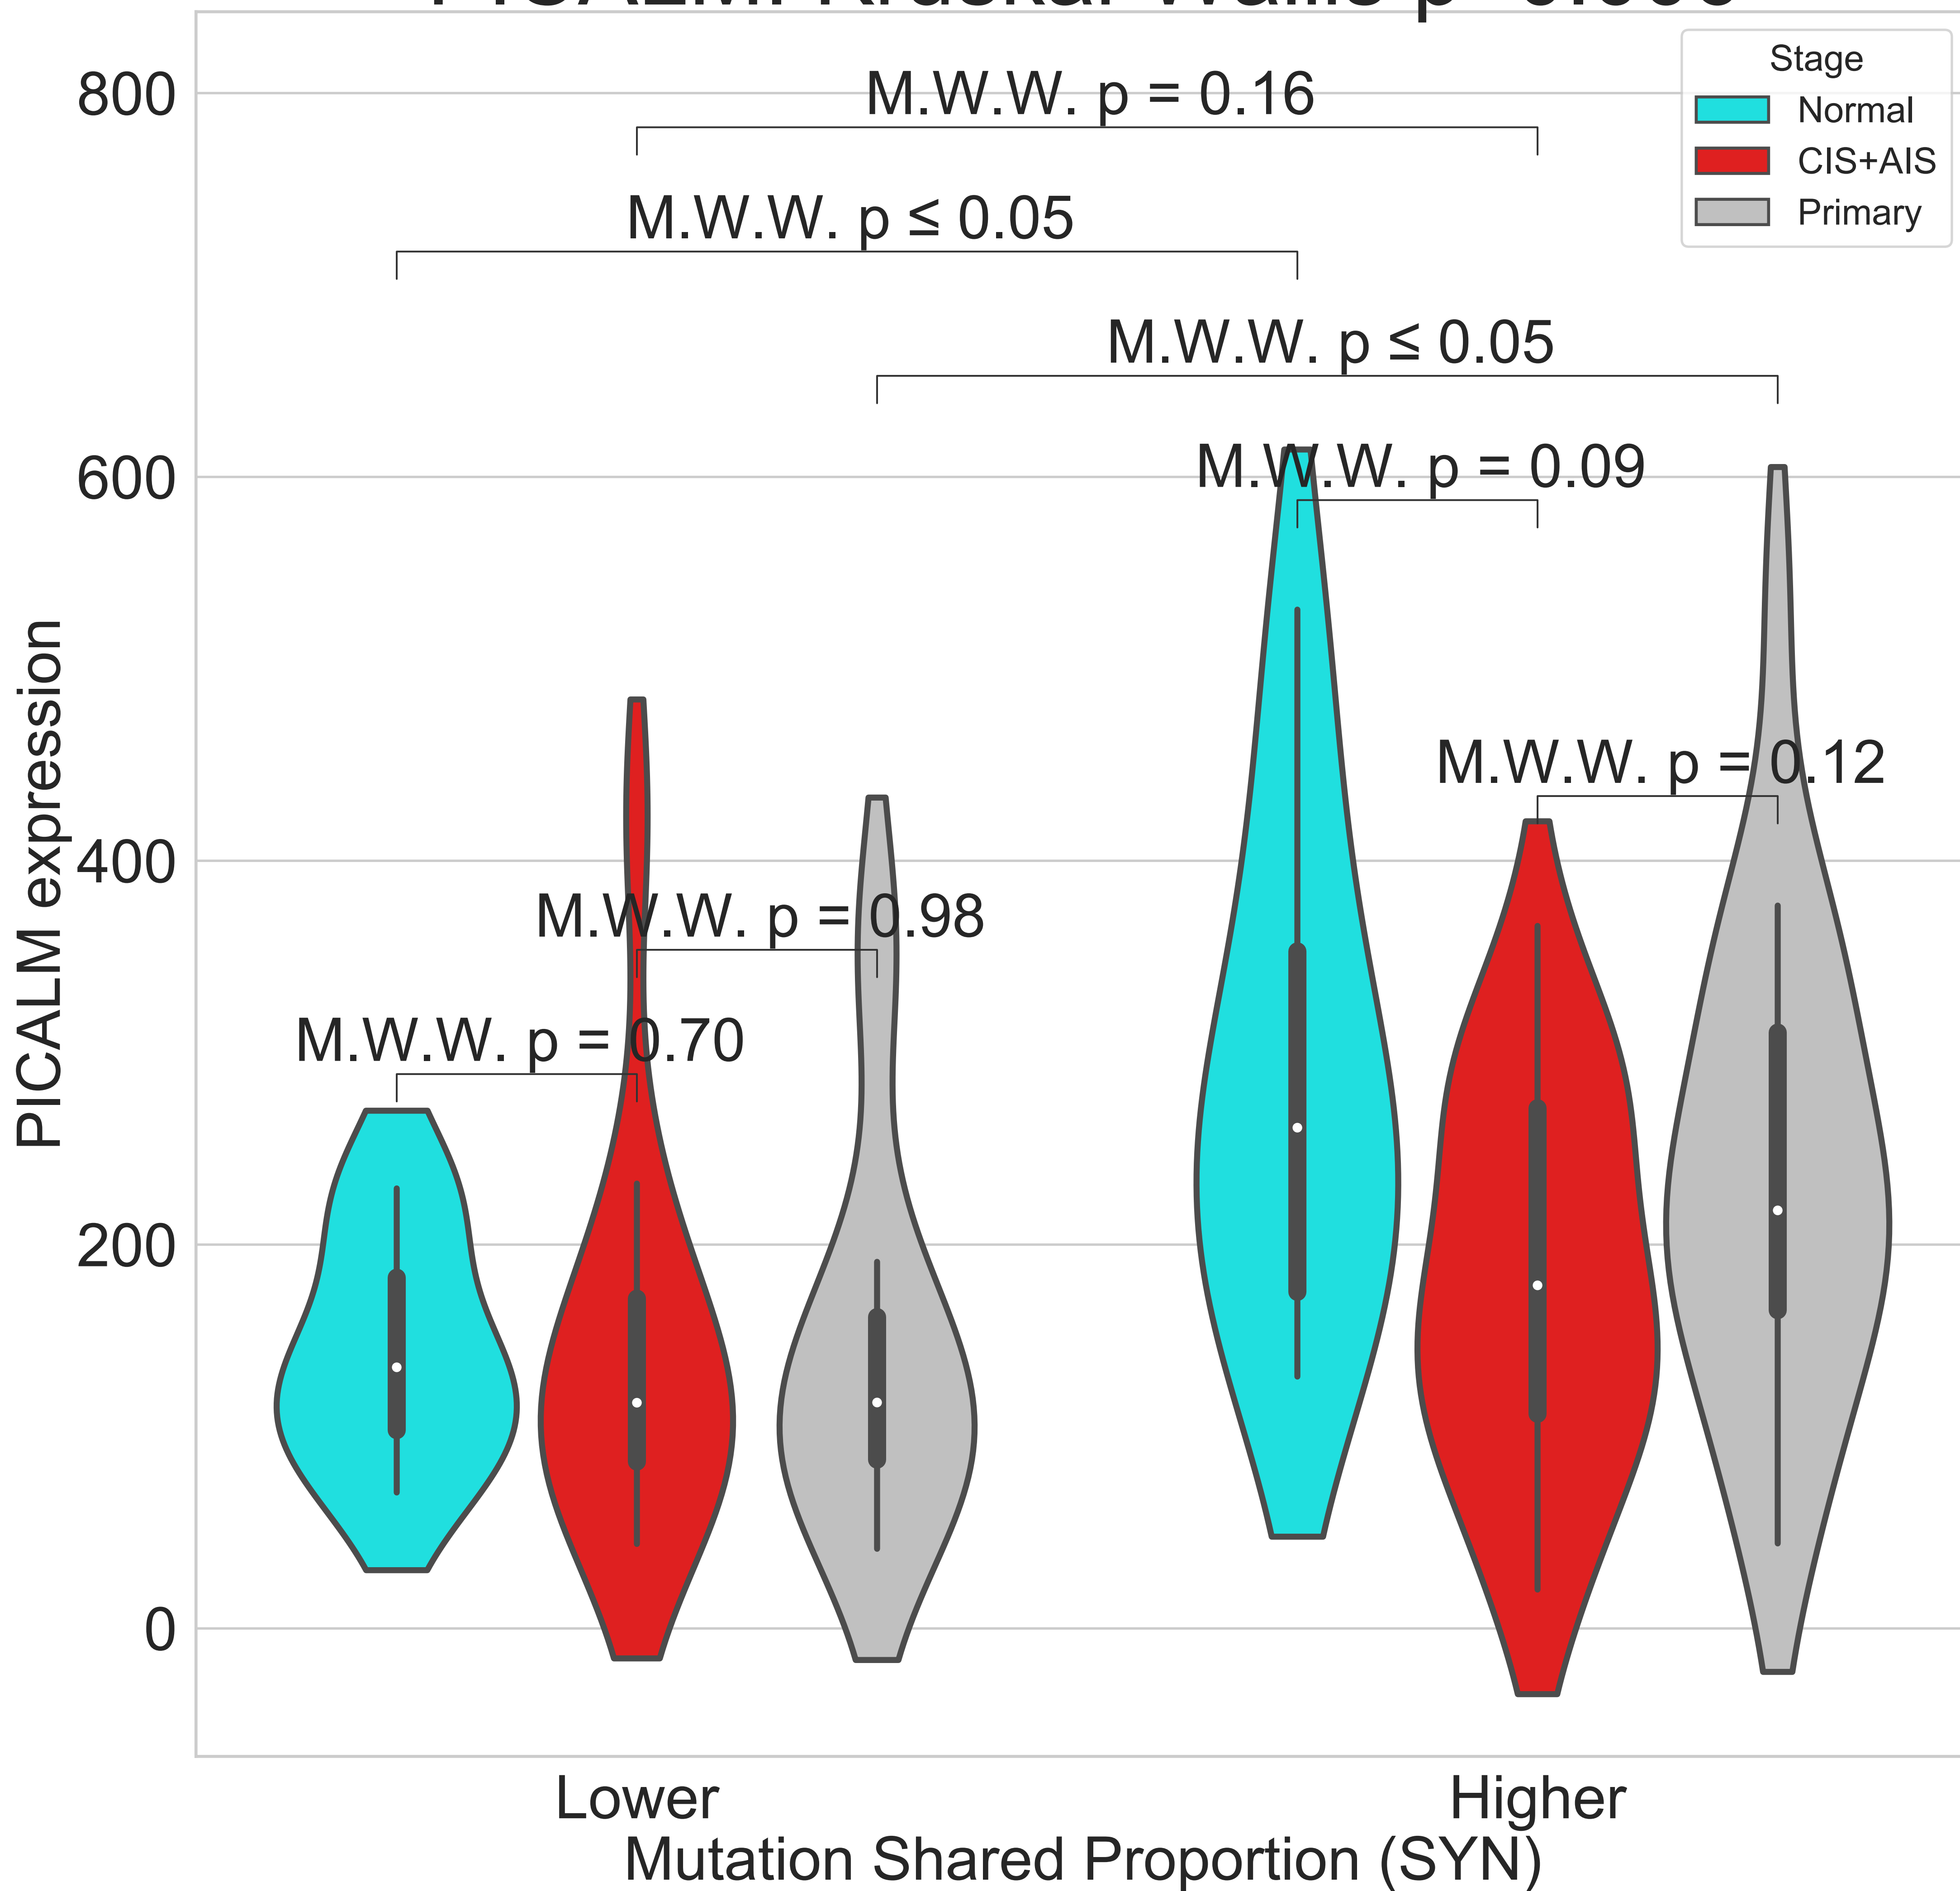 Stage
Normal
CIS+AIS
Primary
800
600
400
200
0
PICALM expression
M.W.W. p = 0.16
M.W.W. p ≤ 0.05
M.W.W. p ≤ 0.05
M.W.W. p = 0.09
M.W.W. p = 0.12
M.W.W. p = 0.98
M.W.W. p = 0.70
Lower
Higher
Mutation Shared Proportion (SYN)